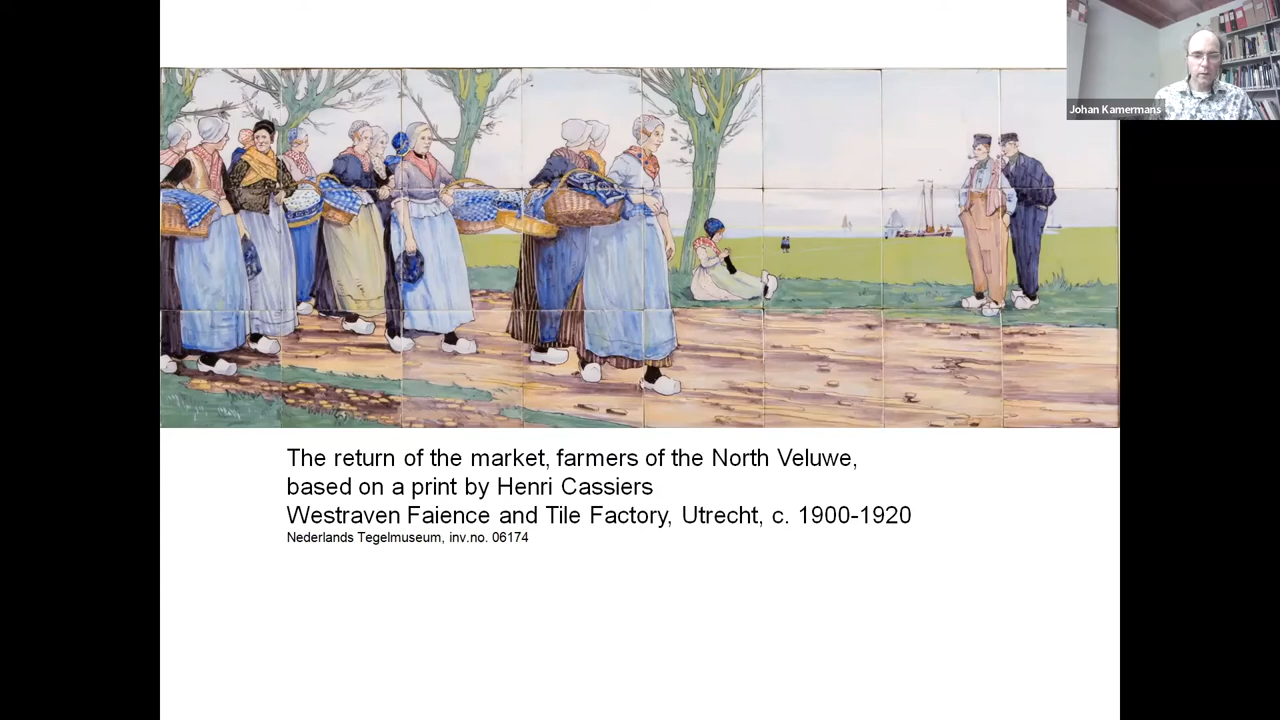 Johan Kamermans
The return of the market, farmers of the North Veluwe,
based on a print by Henri Cassiers
Westraven Faience and Tile Factory, Utrecht, c. 1900-1920
Nederlands Tegelmuseum, inv.no. 06174